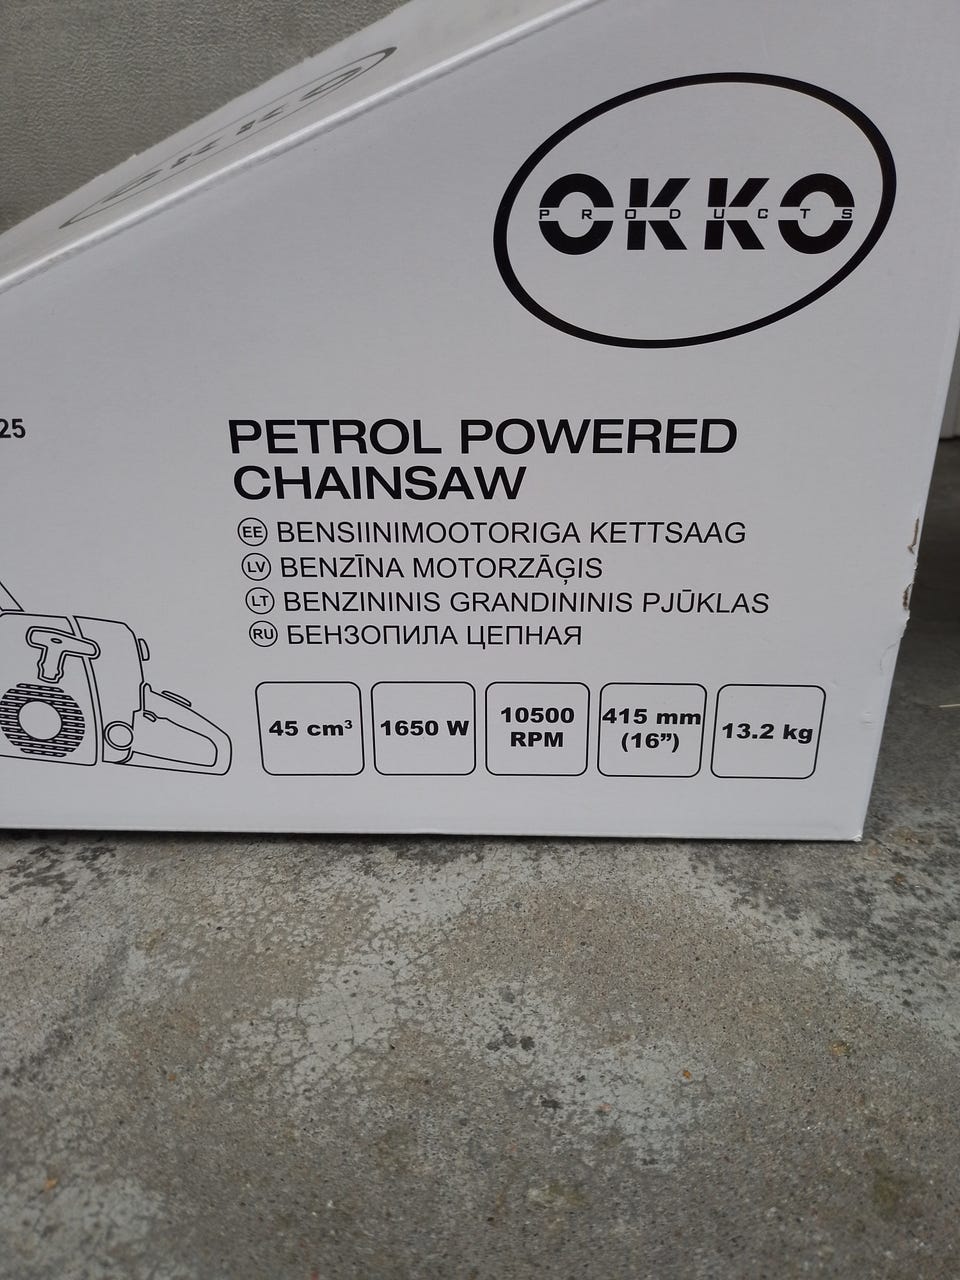 OKKO
OKKO
PRODUCTS
25
PETROL POWERED
CHAINSAW
EE BENSIINIMOOTORIGA KETTSAAG
LV BENZĪNA MOTORZĀĢIS
LT BENZININIS GRANDININIS PJŪKLAS
RU БЕНЗОПИЛА ЦЕПНАЯ
45 cm³ 1650 W 10500 RPM 415 mm (16”) 13.2 kg